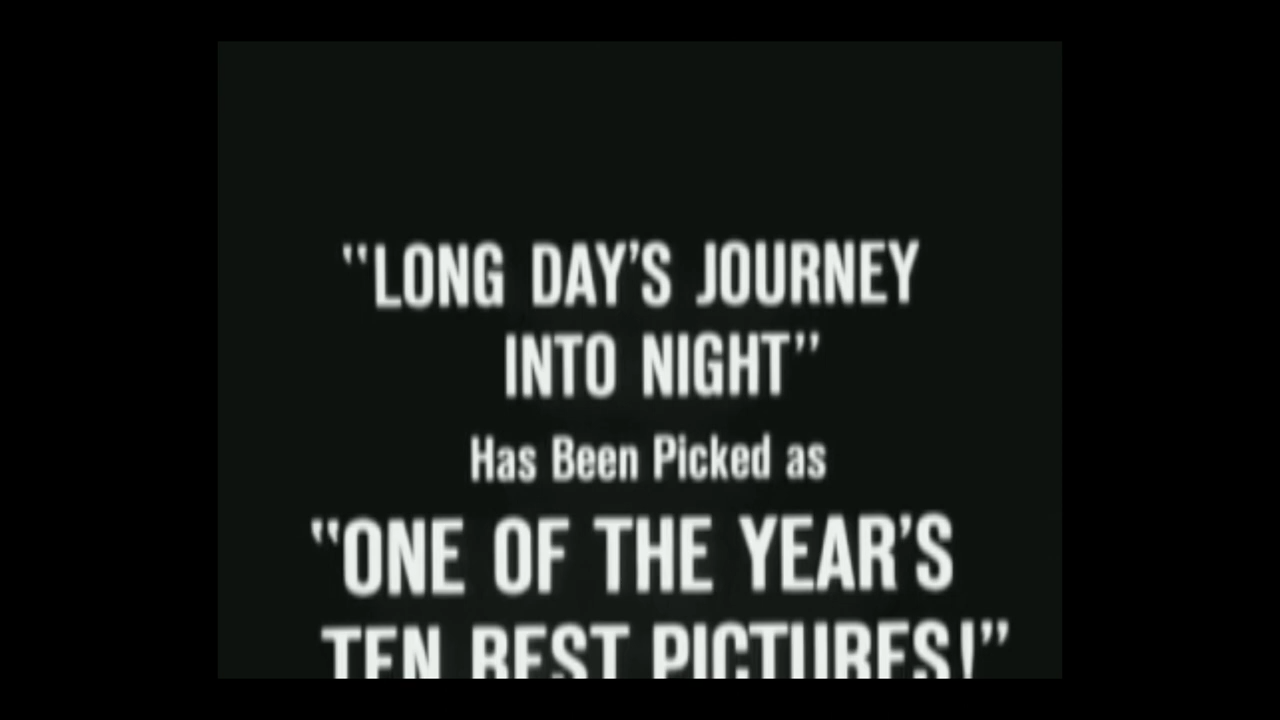 "LONG DAY'S JOURNEY
INTO NIGHT"
Has Been Picked as
"ONE OF THE YEAR'S
TEN BEST PICTURES!"